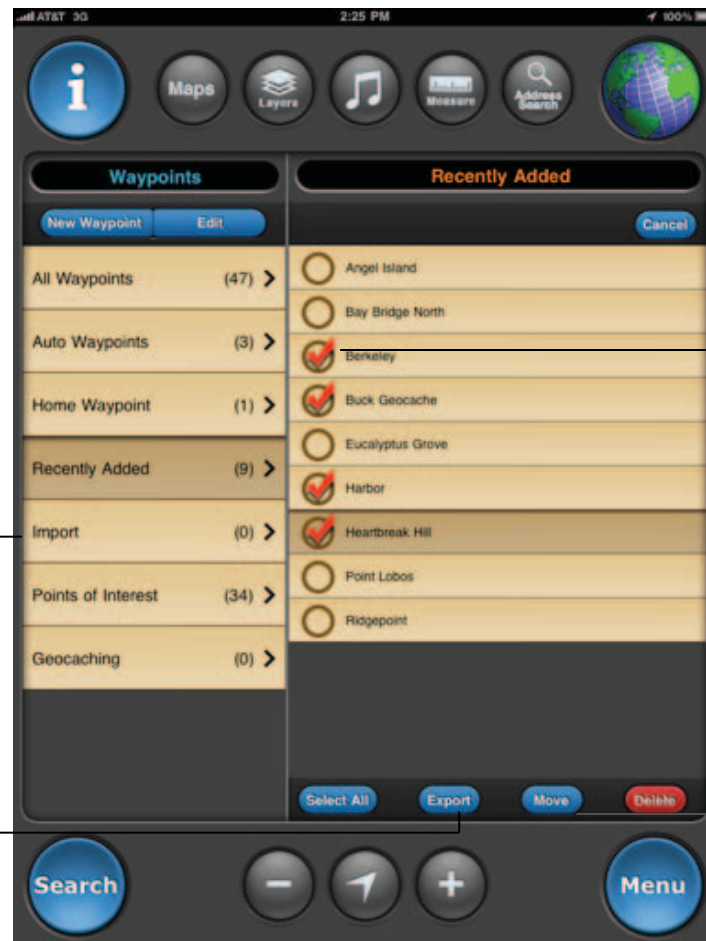 AT&T 3G 2:25 PM 100%
i Maps Layers Measure Address Search
Waypoints
New Waypoint Edit
All Waypoints (47)
Auto Waypoints (3)
Home Waypoint (1)
Recently Added (9)
Import (0)
Points of Interest (34)
Geocaching (0)
Recently Added
Cancel
Angel Island
Bay Bridge North
Berkeley
Buck Geocache
Eucalyptus Grove
Harbor
Heartbreak Hill
Point Lobos
Ridgepoint
Select All Export Move Delete
Search − + Menu